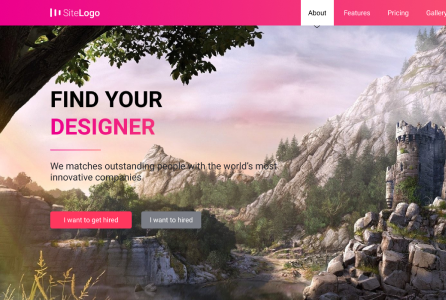 SiteLogo
About
Features
Pricing
Gallery
FIND YOUR
DESIGNER
We matches outstanding people with the world's most
innovative companies.
I want to get hired
I want to hired